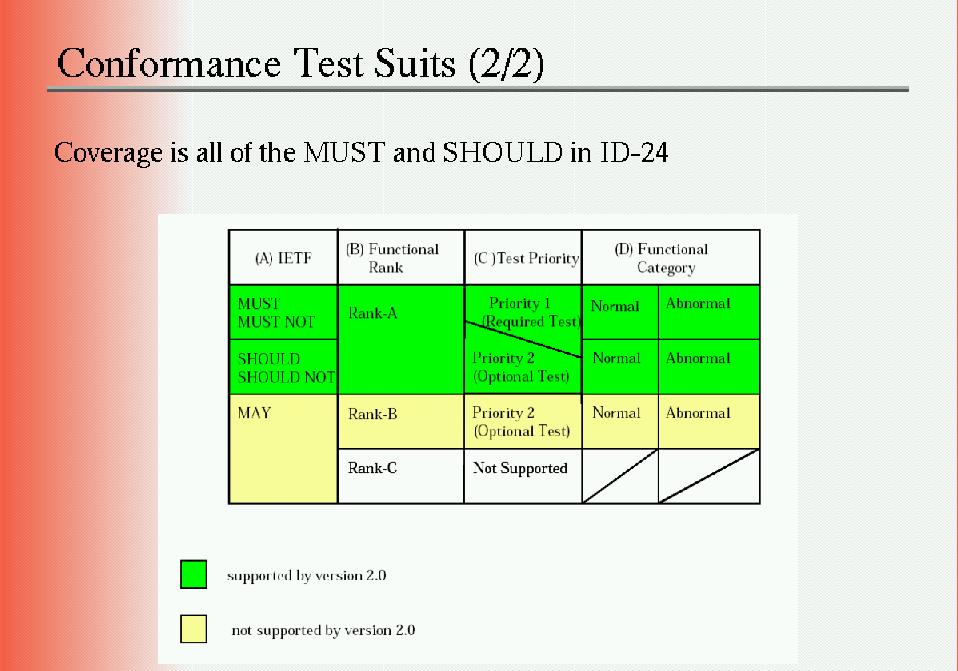 Conformance Test Suits (2/2)
Coverage is all of the MUST and SHOULD in ID-24
(A) IETF
(B) Functional
Rank
(C )Test Priority
(D) Functional
Category
MUST
MUST NOT
Rank-A
Priority 1
(Required Test)
Normal
Abnormal
SHOULD
SHOULD NOT
Priority 2
(Optional Test)
Normal
Abnormal
MAY
Rank-B
Priority 2
(Optional Test)
Normal
Abnormal
Rank-C
Not Supported
supported by version 2.0
not supported by version 2.0